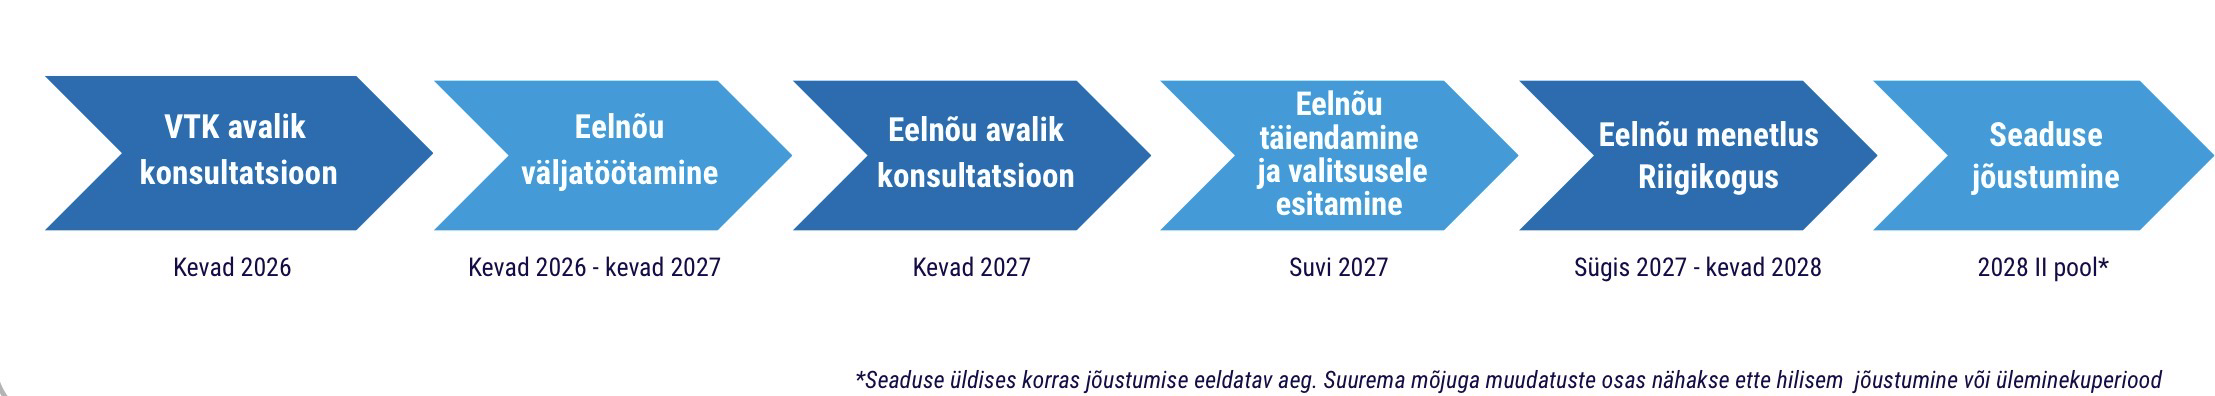 VTK avalik
konsultatsioon
Kevad 2026
Eelnõu
väljatöötamine
Kevad 2026 - kevad 2027
Eelnõu avalik
konsultatsioon
Kevad 2027
Eelnõu
täiendamine
ja valitsusele
esitamine
Suvi 2027
Eelnõu menetlus
Riigikogus
Sügis 2027 - kevad 2028
Seaduse
jõustumine
2028 II pool*
*Seaduse üldises korras jõustumise eeldatav aeg. Suurema mõjuga muudatuste osas nähakse ette hilisem jõustumine või üleminekuperiood